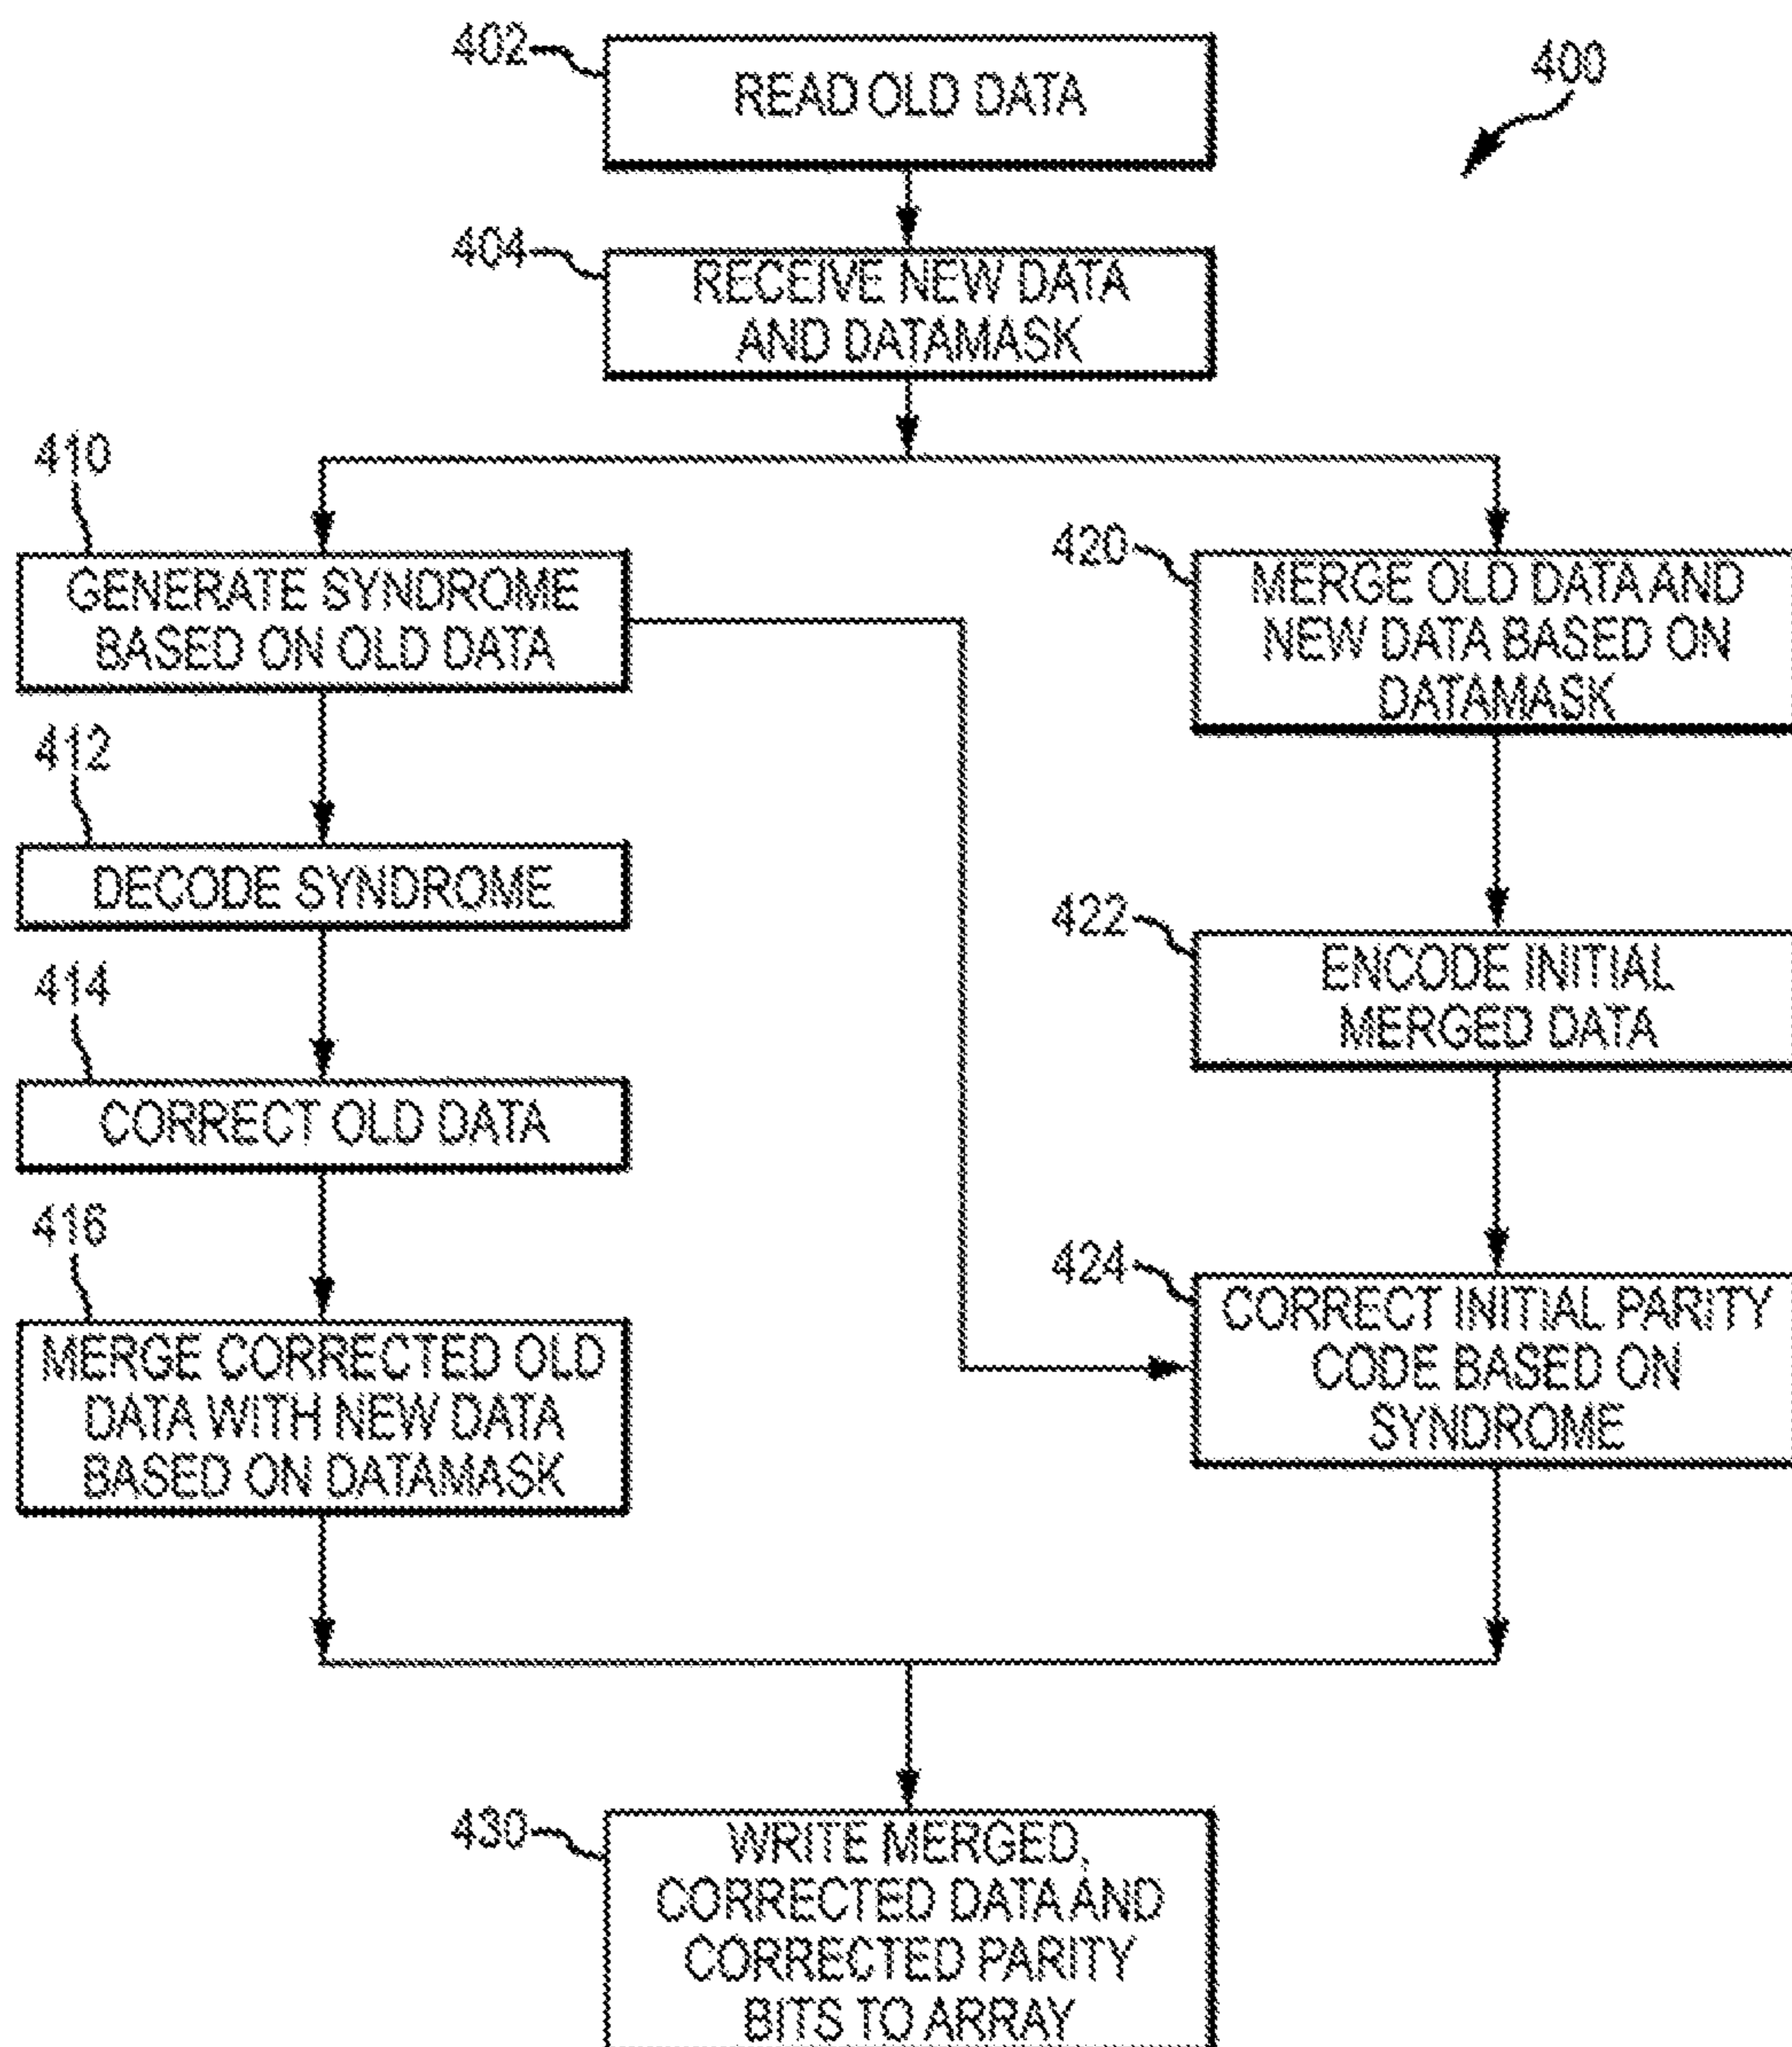 402
READ OLD DATA
400
404
RECEIVE NEW DATA
AND DATAMASK
410
GENERATE SYNDROME
BASED ON OLD DATA
420
MERGE OLD DATA AND
NEW DATA BASED ON
DATAMASK
412
DECODE SYNDROME
422
ENCODE INITIAL
MERGED DATA
414
CORRECT OLD DATA
416
MERGE CORRECTED OLD
DATA WITH NEW DATA
BASED ON DATAMASK
424
CORRECT INITIAL PARITY
CODE BASED ON
SYNDROME
430
WRITE MERGED,
CORRECTED DATA AND
CORRECTED PARITY
BITS TO ARRAY